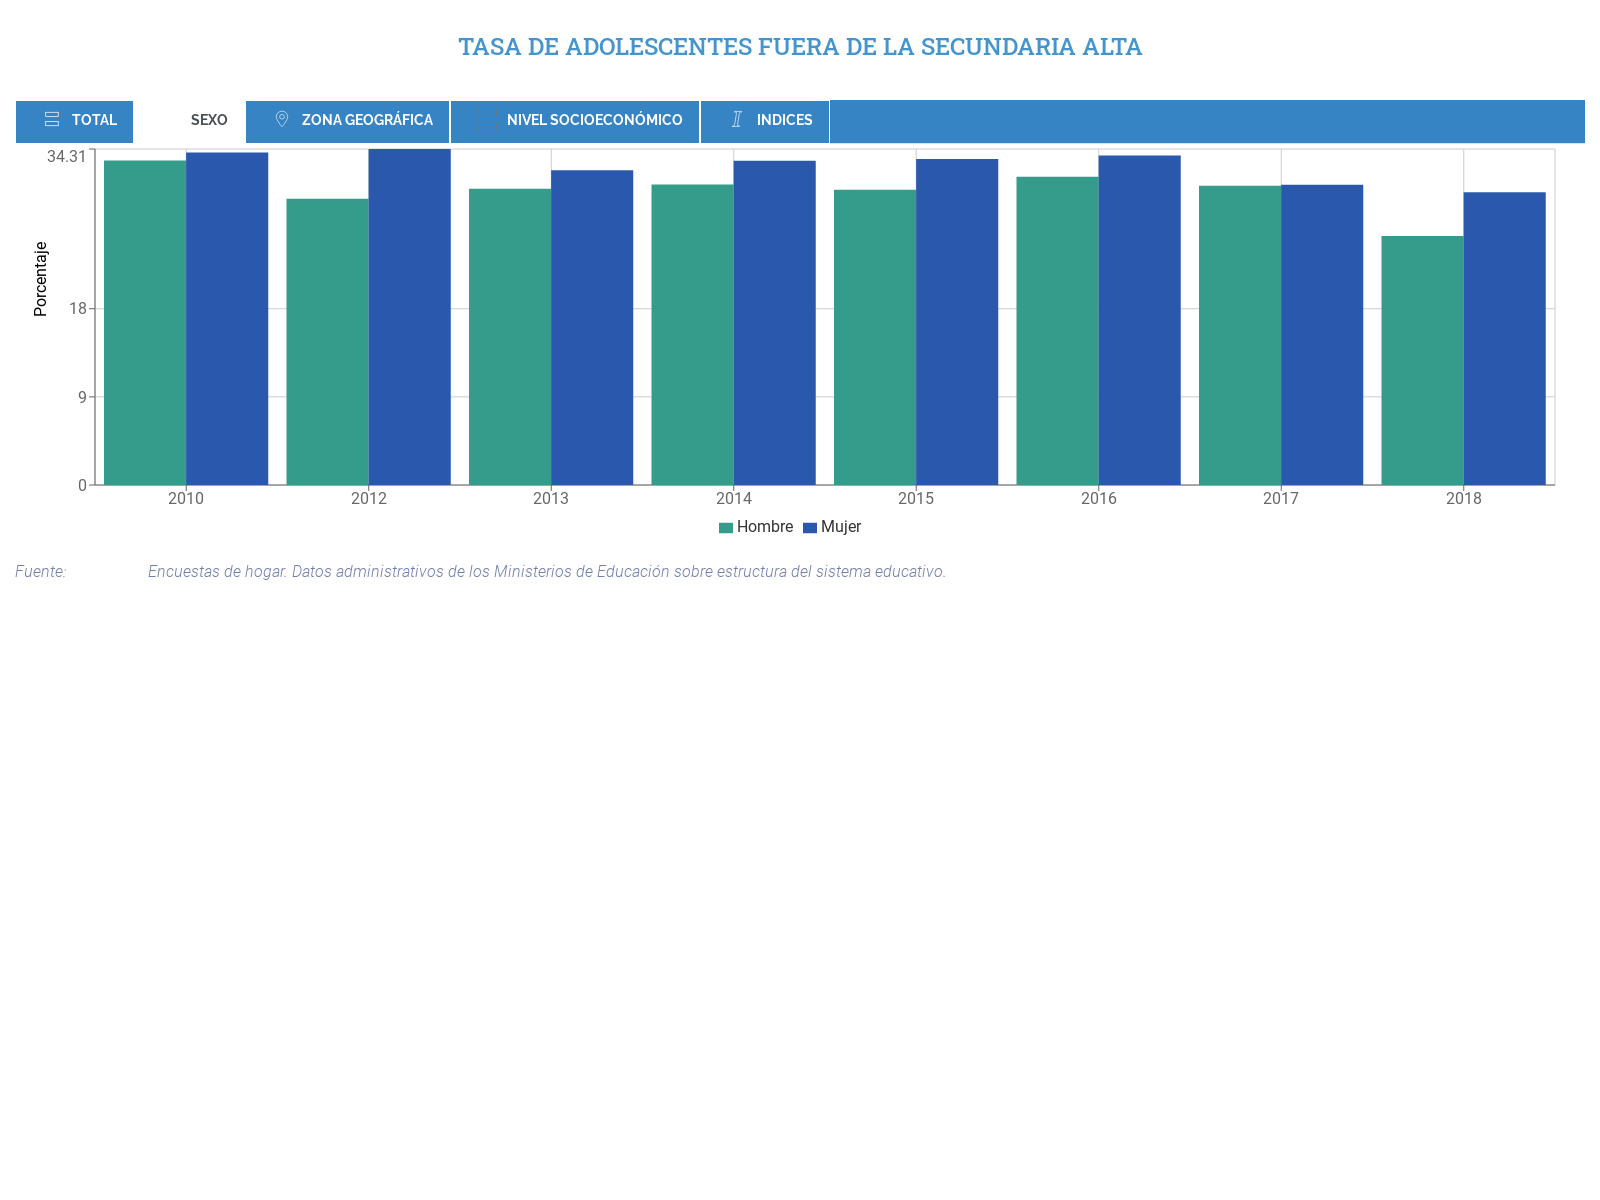 TASA DE ADOLESCENTES FUERA DE LA SECUNDARIA ALTA
TOTAL SEXO ZONA GEOGRÁFICA NIVEL SOCIOECONÓMICO INDICES
34.31
Porcentaje
18
9
0
2010 2012 2013 2014 2015 2016 2017 2018
Hombre Mujer
Fuente: Encuestas de hogar. Datos administrativos de los Ministerios de Educación sobre estructura del sistema educativo.